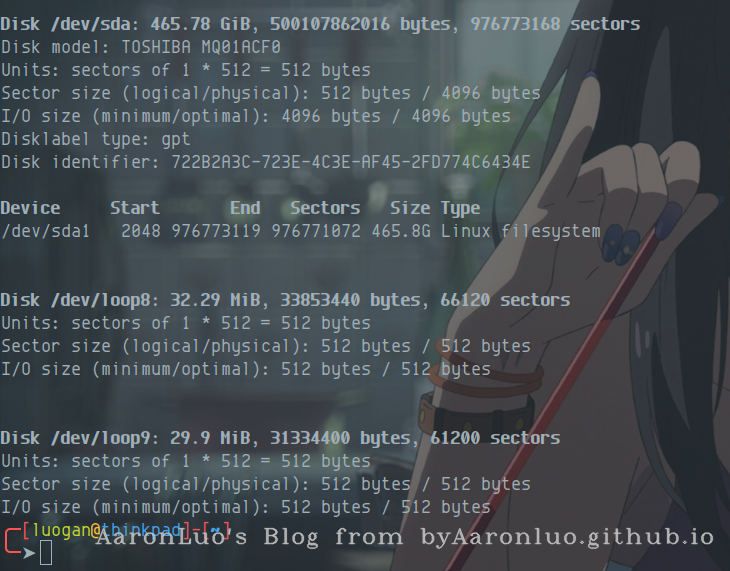 Disk /dev/sda: 465.78 GiB, 500107862016 bytes, 976773168 sectors
Disk model: TOSHIBA MQ01ACF0
Units: sectors of 1 * 512 = 512 bytes
Sector size (logical/physical): 512 bytes / 4096 bytes
I/O size (minimum/optimal): 4096 bytes / 4096 bytes
Disklabel type: gpt
Disk identifier: 722B2A3C-723E-4C3E-AF45-2FD774C6434E
Device Start End Sectors Size Type
/dev/sda1 2048 976773119 976771072 465.8G Linux filesystem
Disk /dev/loop8: 32.29 MiB, 33853440 bytes, 66120 sectors
Units: sectors of 1 * 512 = 512 bytes
Sector size (logical/physical): 512 bytes / 512 bytes
I/O size (minimum/optimal): 512 bytes / 512 bytes
Disk /dev/loop9: 29.9 MiB, 31334400 bytes, 61200 sectors
Units: sectors of 1 * 512 = 512 bytes
Sector size (logical/physical): 512 bytes / 512 bytes
I/O size (minimum/optimal): 512 bytes / 512 bytes
[luogan@thinkpad]-[~]
➤
AaronLuo's Blog from byAaronluo.github.io